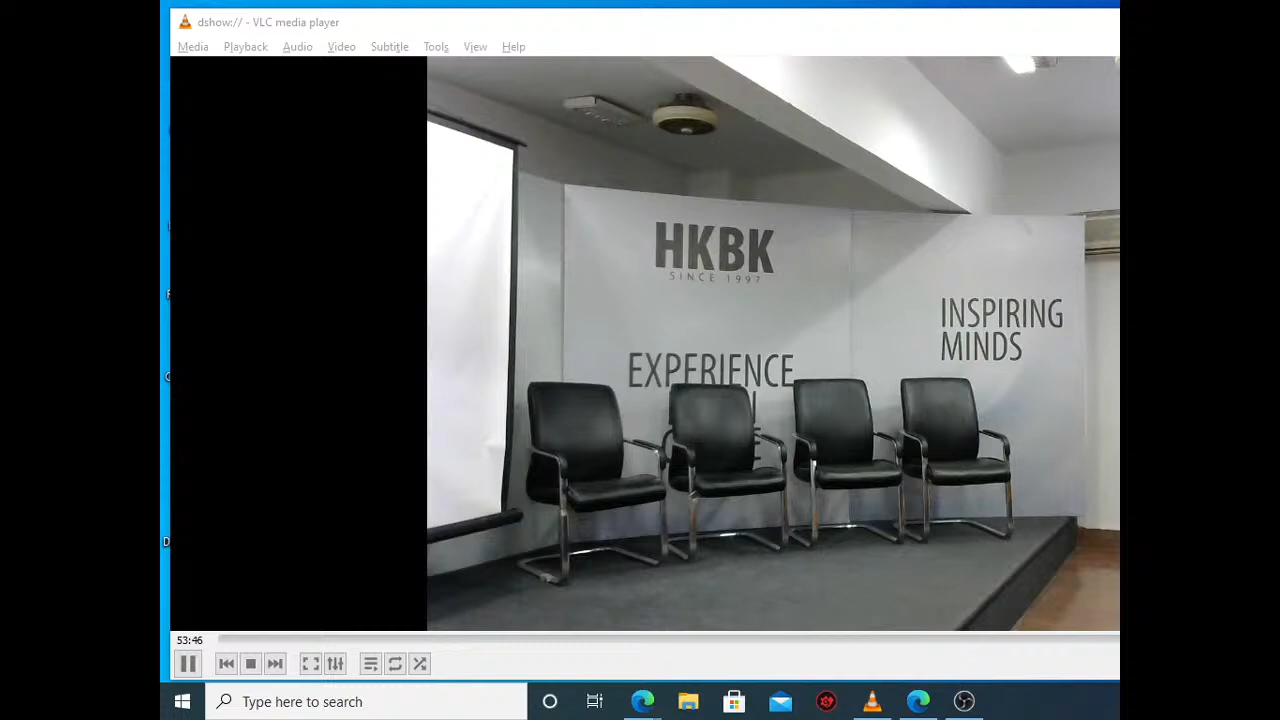 dshow:// - VLC media player
Media Playback Audio Video Subtitle Tools View Help
HKBK
SINCE 1997
INSPIRING
MINDS
EXPERIENCE
53:46
Type here to search